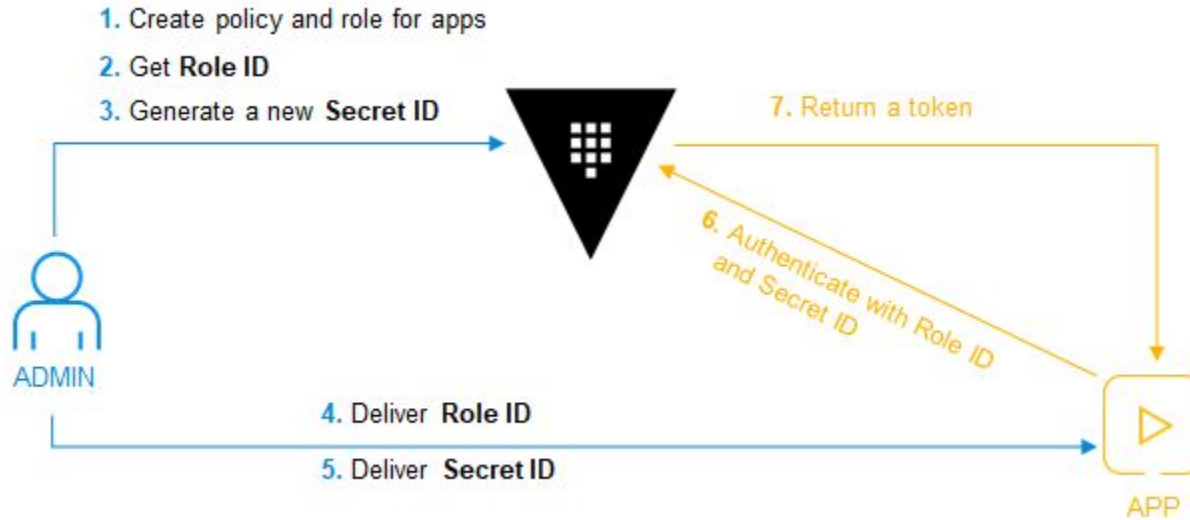 1. Create policy and role for apps
2. Get Role ID
3. Generate a new Secret ID
7. Return a token
6. Authenticate with Role ID
and Secret ID
ADMIN
4. Deliver Role ID
5. Deliver Secret ID
APP